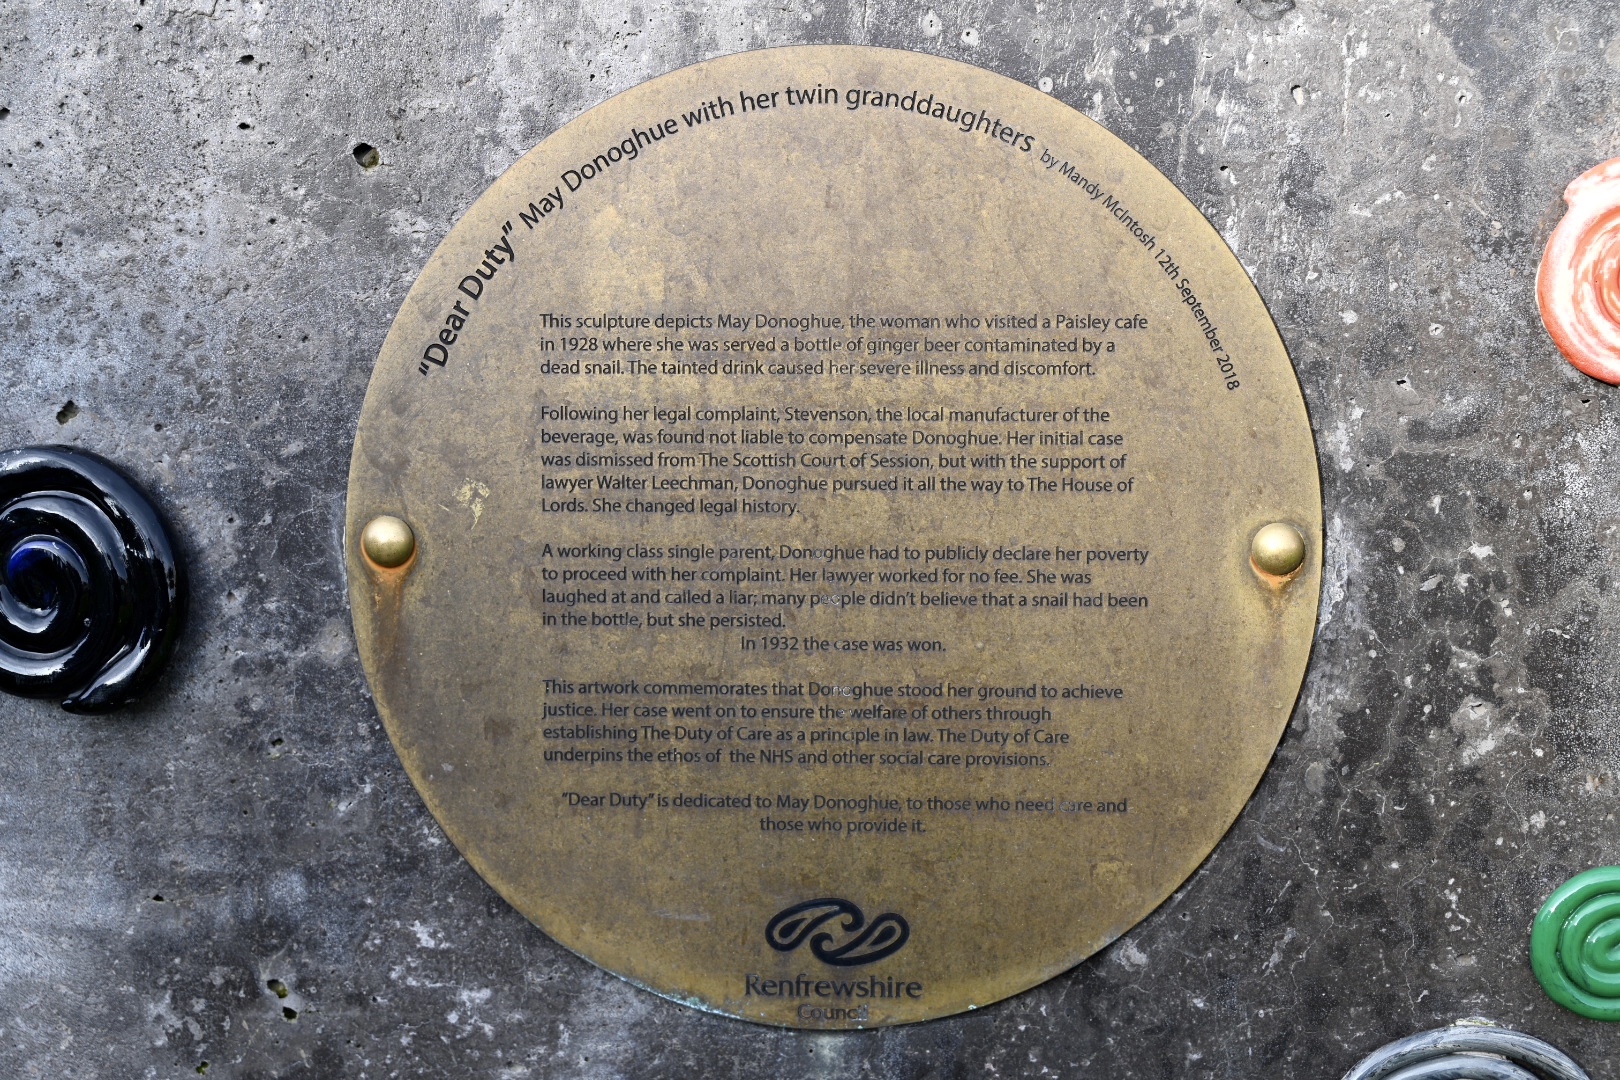 "Dear Duty" May Donoghue with her twin granddaughters by Mandy McIntosh 12th September 2018
This sculpture depicts May Donoghue, the woman who visited a Paisley cafe
in 1928 where she was served a bottle of ginger beer contaminated by a
dead snail. The tainted drink caused her severe illness and discomfort.
Following her legal complaint, Stevenson, the local manufacturer of the
beverage, was found not liable to compensate Donoghue. Her initial case
was dismissed from The Scottish Court of Session, but with the support of
lawyer Walter Leechman, Donoghue pursued it all the way to The House of
Lords. She changed legal history.
A working class single parent, Donoghue had to publicly declare her poverty
to proceed with her complaint. Her lawyer worked for no fee. She was
laughed at and called a liar; many people didn't believe that a snail had been
in the bottle, but she persisted.
In 1932 the case was won.
This artwork commemorates that Donoghue stood her ground to achieve
justice. Her case went on to ensure the welfare of others through
establishing The Duty of Care as a principle in law. The Duty of Care
underpins the ethos of the NHS and other social care provisions.
"Dear Duty" is dedicated to May Donoghue, to those who need care and
those who provide it.
Renfrewshire
Council